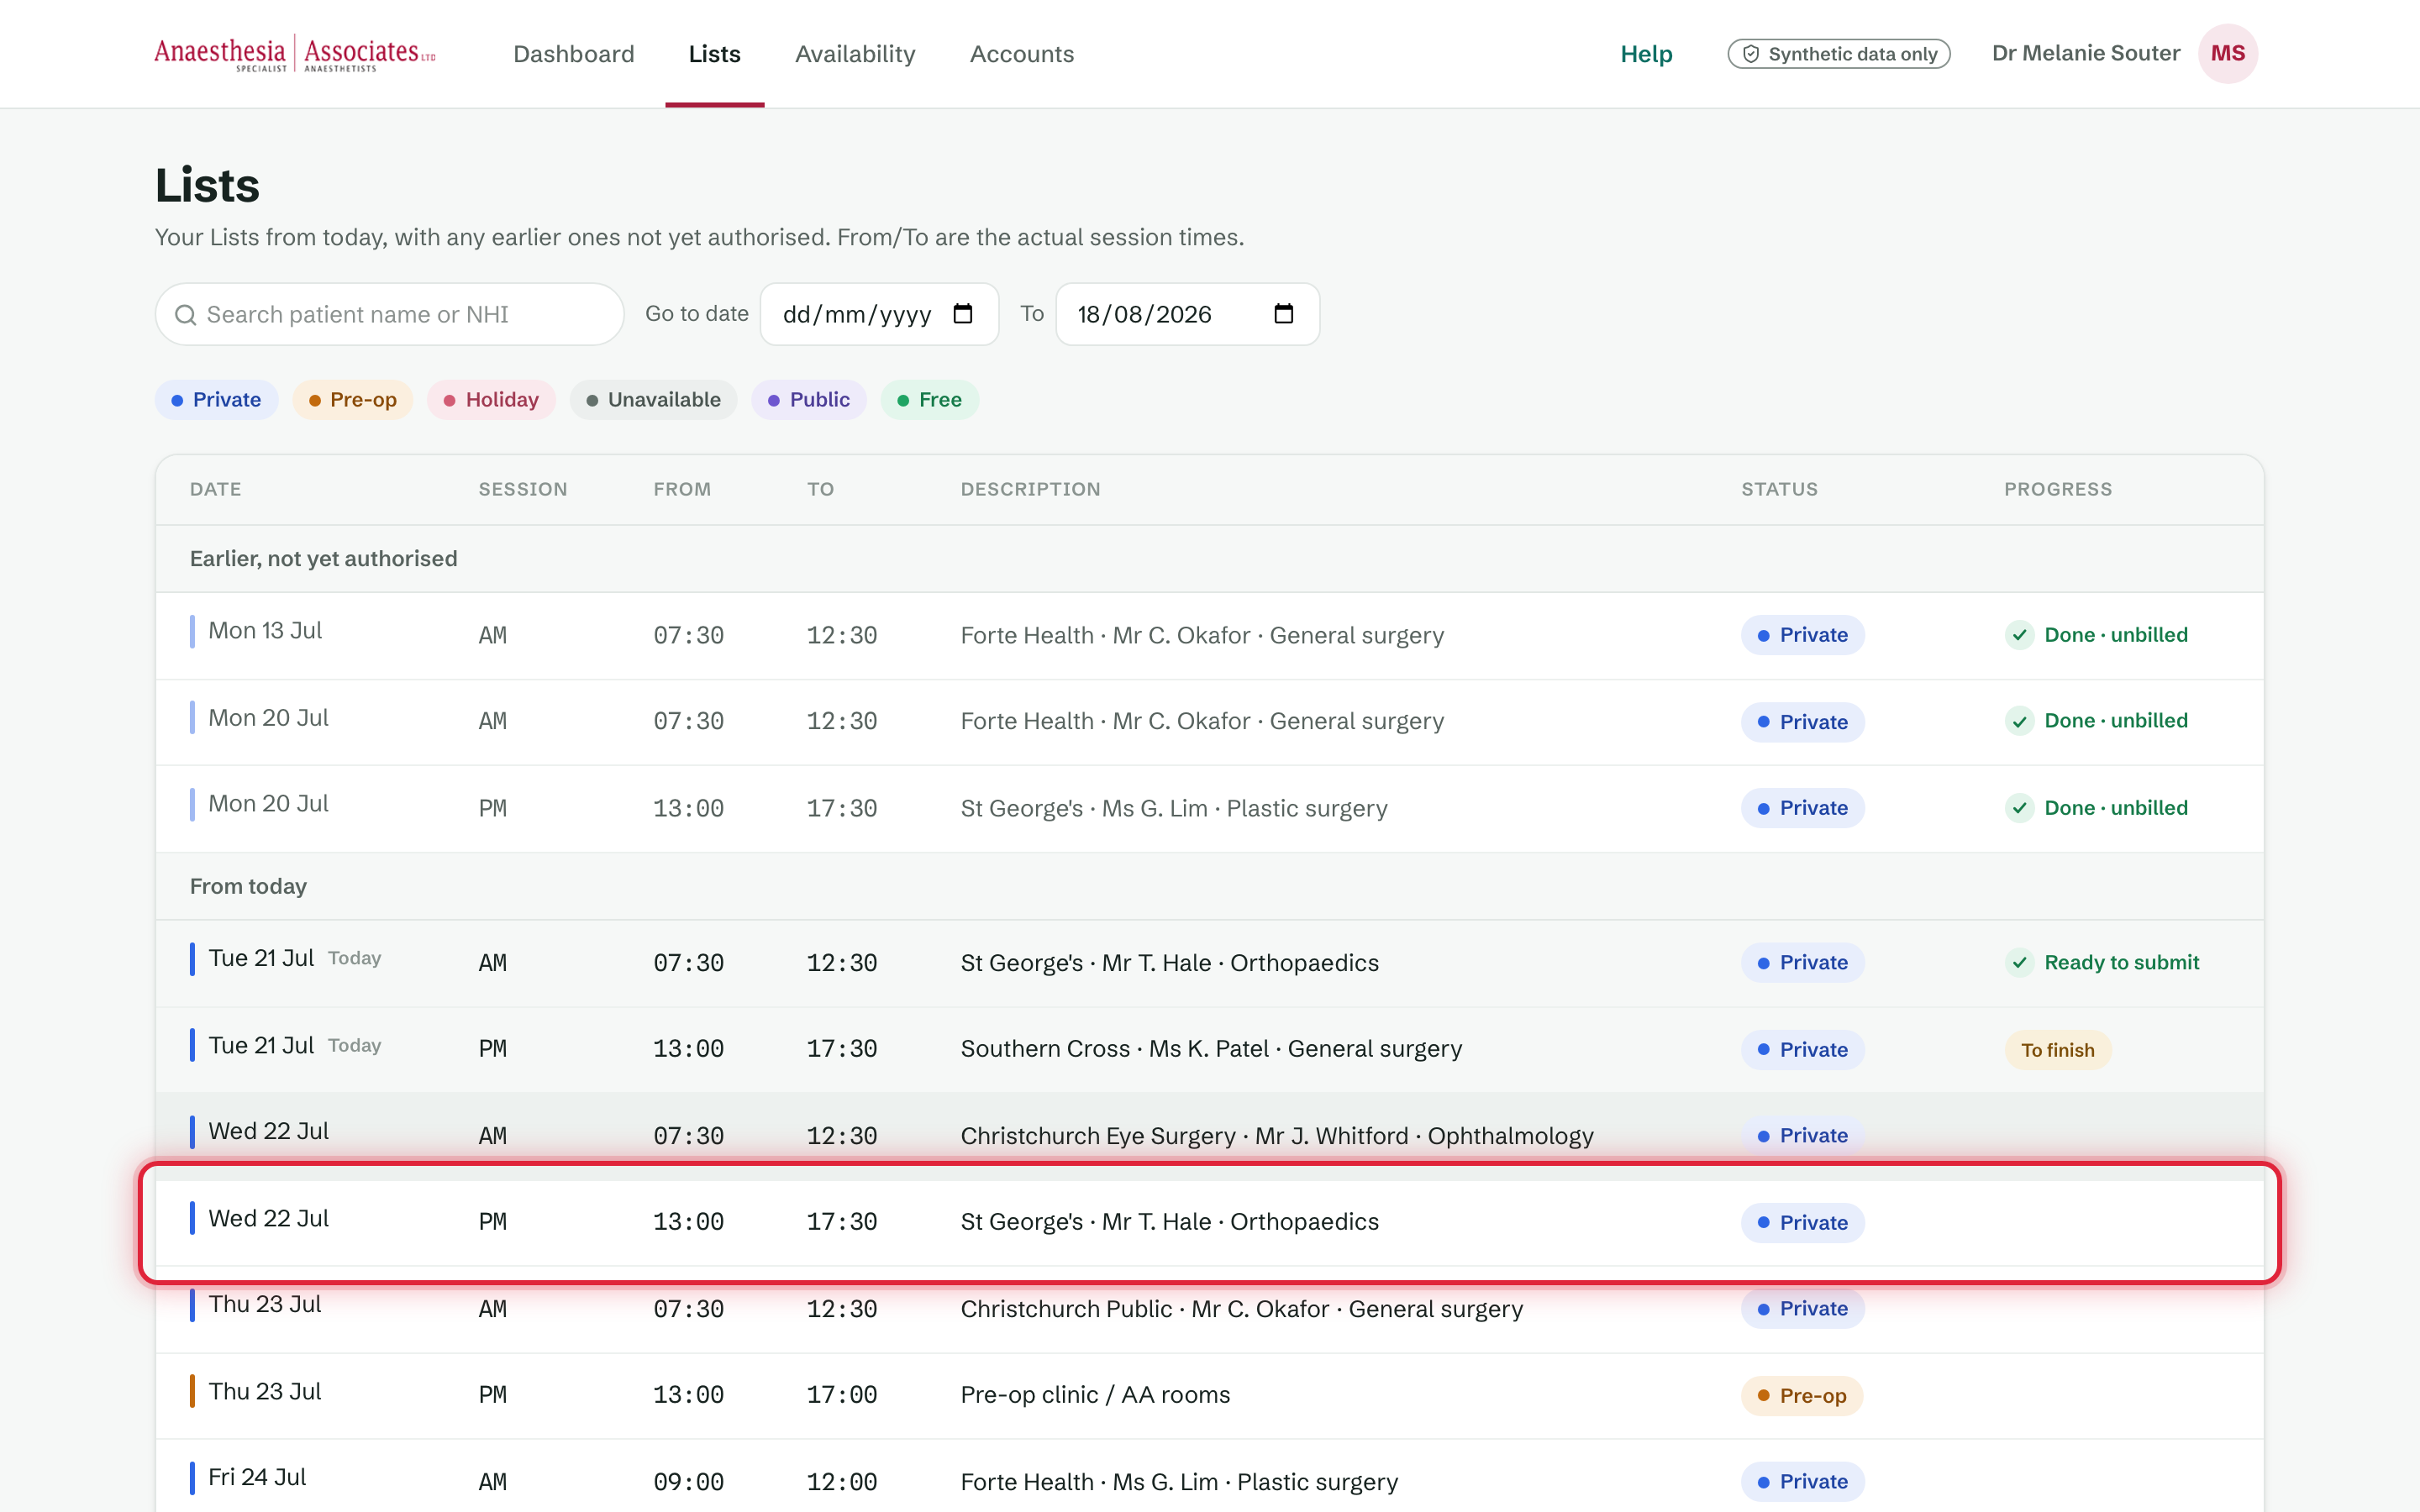 Anaesthesia | Associates LTD
SPECIALIST ANAESTHETISTS
Dashboard Lists Availability Accounts Help Synthetic data only Dr Melanie Souter MS
Lists
Your Lists from today, with any earlier ones not yet authorised. From/To are the actual session times.
Search patient name or NHI Go to date dd/mm/yyyy To 18/08/2026
Private Pre-op Holiday Unavailable Public Free
DATE SESSION FROM TO DESCRIPTION STATUS PROGRESS
Earlier, not yet authorised
Mon 13 Jul AM 07:30 12:30 Forte Health · Mr C. Okafor · General surgery Private Done · unbilled
Mon 20 Jul AM 07:30 12:30 Forte Health · Mr C. Okafor · General surgery Private Done · unbilled
Mon 20 Jul PM 13:00 17:30 St George's · Ms G. Lim · Plastic surgery Private Done · unbilled
From today
Tue 21 Jul Today AM 07:30 12:30 St George's · Mr T. Hale · Orthopaedics Private Ready to submit
Tue 21 Jul Today PM 13:00 17:30 Southern Cross · Ms K. Patel · General surgery Private To finish
Wed 22 Jul AM 07:30 12:30 Christchurch Eye Surgery · Mr J. Whitford · Ophthalmology Private
Wed 22 Jul PM 13:00 17:30 St George's · Mr T. Hale · Orthopaedics Private
Thu 23 Jul AM 07:30 12:30 Christchurch Public · Mr C. Okafor · General surgery Private
Thu 23 Jul PM 13:00 17:00 Pre-op clinic / AA rooms Pre-op
Fri 24 Jul AM 09:00 12:00 Forte Health · Ms G. Lim · Plastic surgery Private